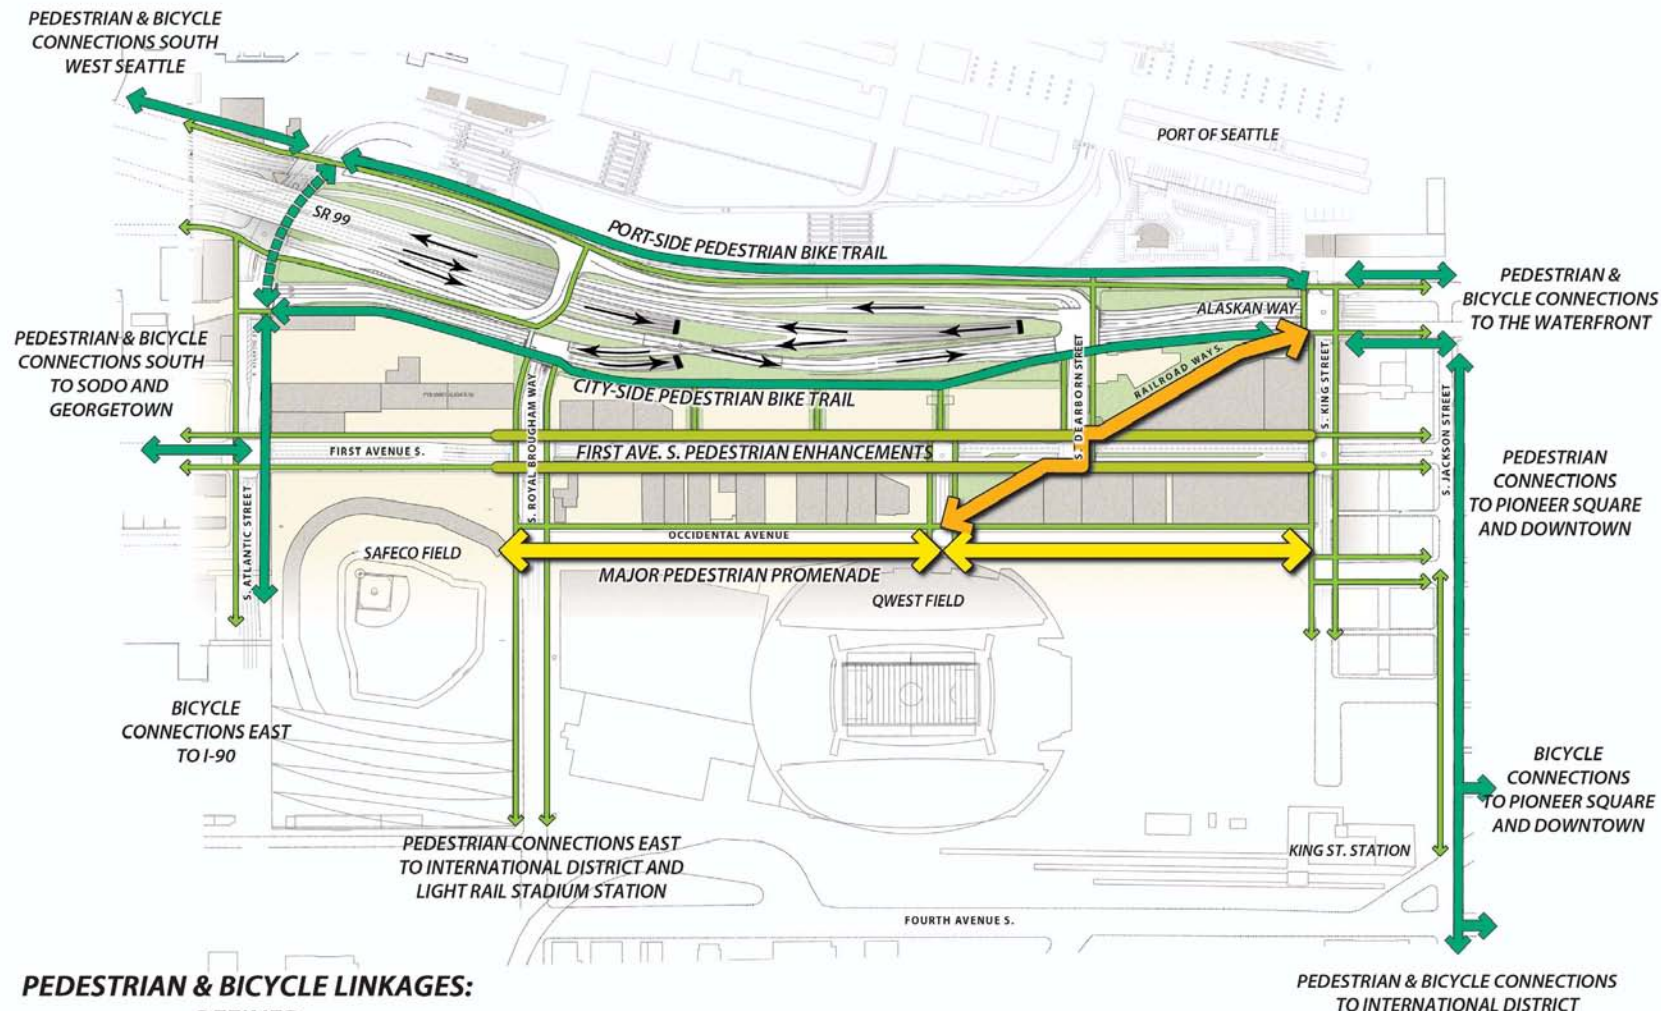 PEDESTRIAN & BICYCLE
CONNECTIONS SOUTH
WEST SEATTLE
PORT OF SEATTLE
SR 99
PORT-SIDE PEDESTRIAN BIKE TRAIL
PEDESTRIAN &
BICYCLE CONNECTIONS
TO THE WATERFRONT
ALASKAN WAY
PEDESTRIAN & BICYCLE
CONNECTIONS SOUTH
TO SODO AND
GEORGETOWN
RAILROAD WAY S.
S. KING STREET
S. DEARBORN STREET
CITY-SIDE PEDESTRIAN BIKE TRAIL
S. ROYAL BROUGHAM WAY
FIRST AVENUE S.
FIRST AVE. S. PEDESTRIAN ENHANCEMENTS
S. JACKSON STREET
PEDESTRIAN
CONNECTIONS
TO PIONEER SQUARE
AND DOWNTOWN
S. ATLANTIC STREET
OCCIDENTAL AVENUE
SAFECO FIELD
MAJOR PEDESTRIAN PROMENADE
QWEST FIELD
BICYCLE
CONNECTIONS EAST
TO I-90
BICYCLE
CONNECTIONS
TO PIONEER SQUARE
AND DOWNTOWN
PEDESTRIAN CONNECTIONS EAST
TO INTERNATIONAL DISTRICT AND
LIGHT RAIL STADIUM STATION
KING ST. STATION
FOURTH AVENUE S.
PEDESTRIAN & BICYCLE LINKAGES:
PEDESTRIAN & BICYCLE CONNECTIONS
TO INTERNATIONAL DISTRICT